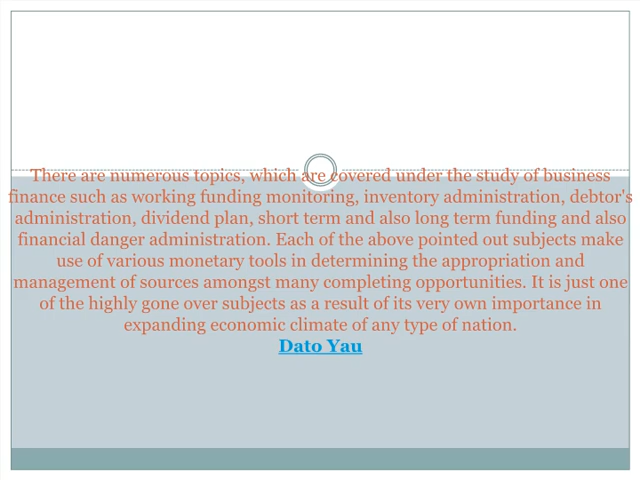 There are numerous topics, which are covered under the study of business
finance such as working funding monitoring, inventory administration, debtor's
administration, dividend plan, short term and also long term funding and also
financial danger administration. Each of the above pointed out subjects make
use of various monetary tools in determining the appropriation and
management of sources amongst many completing opportunities. It is just one
of the highly gone over subjects as a result of its very own importance in
expanding economic climate of any type of nation.
Dato Yau